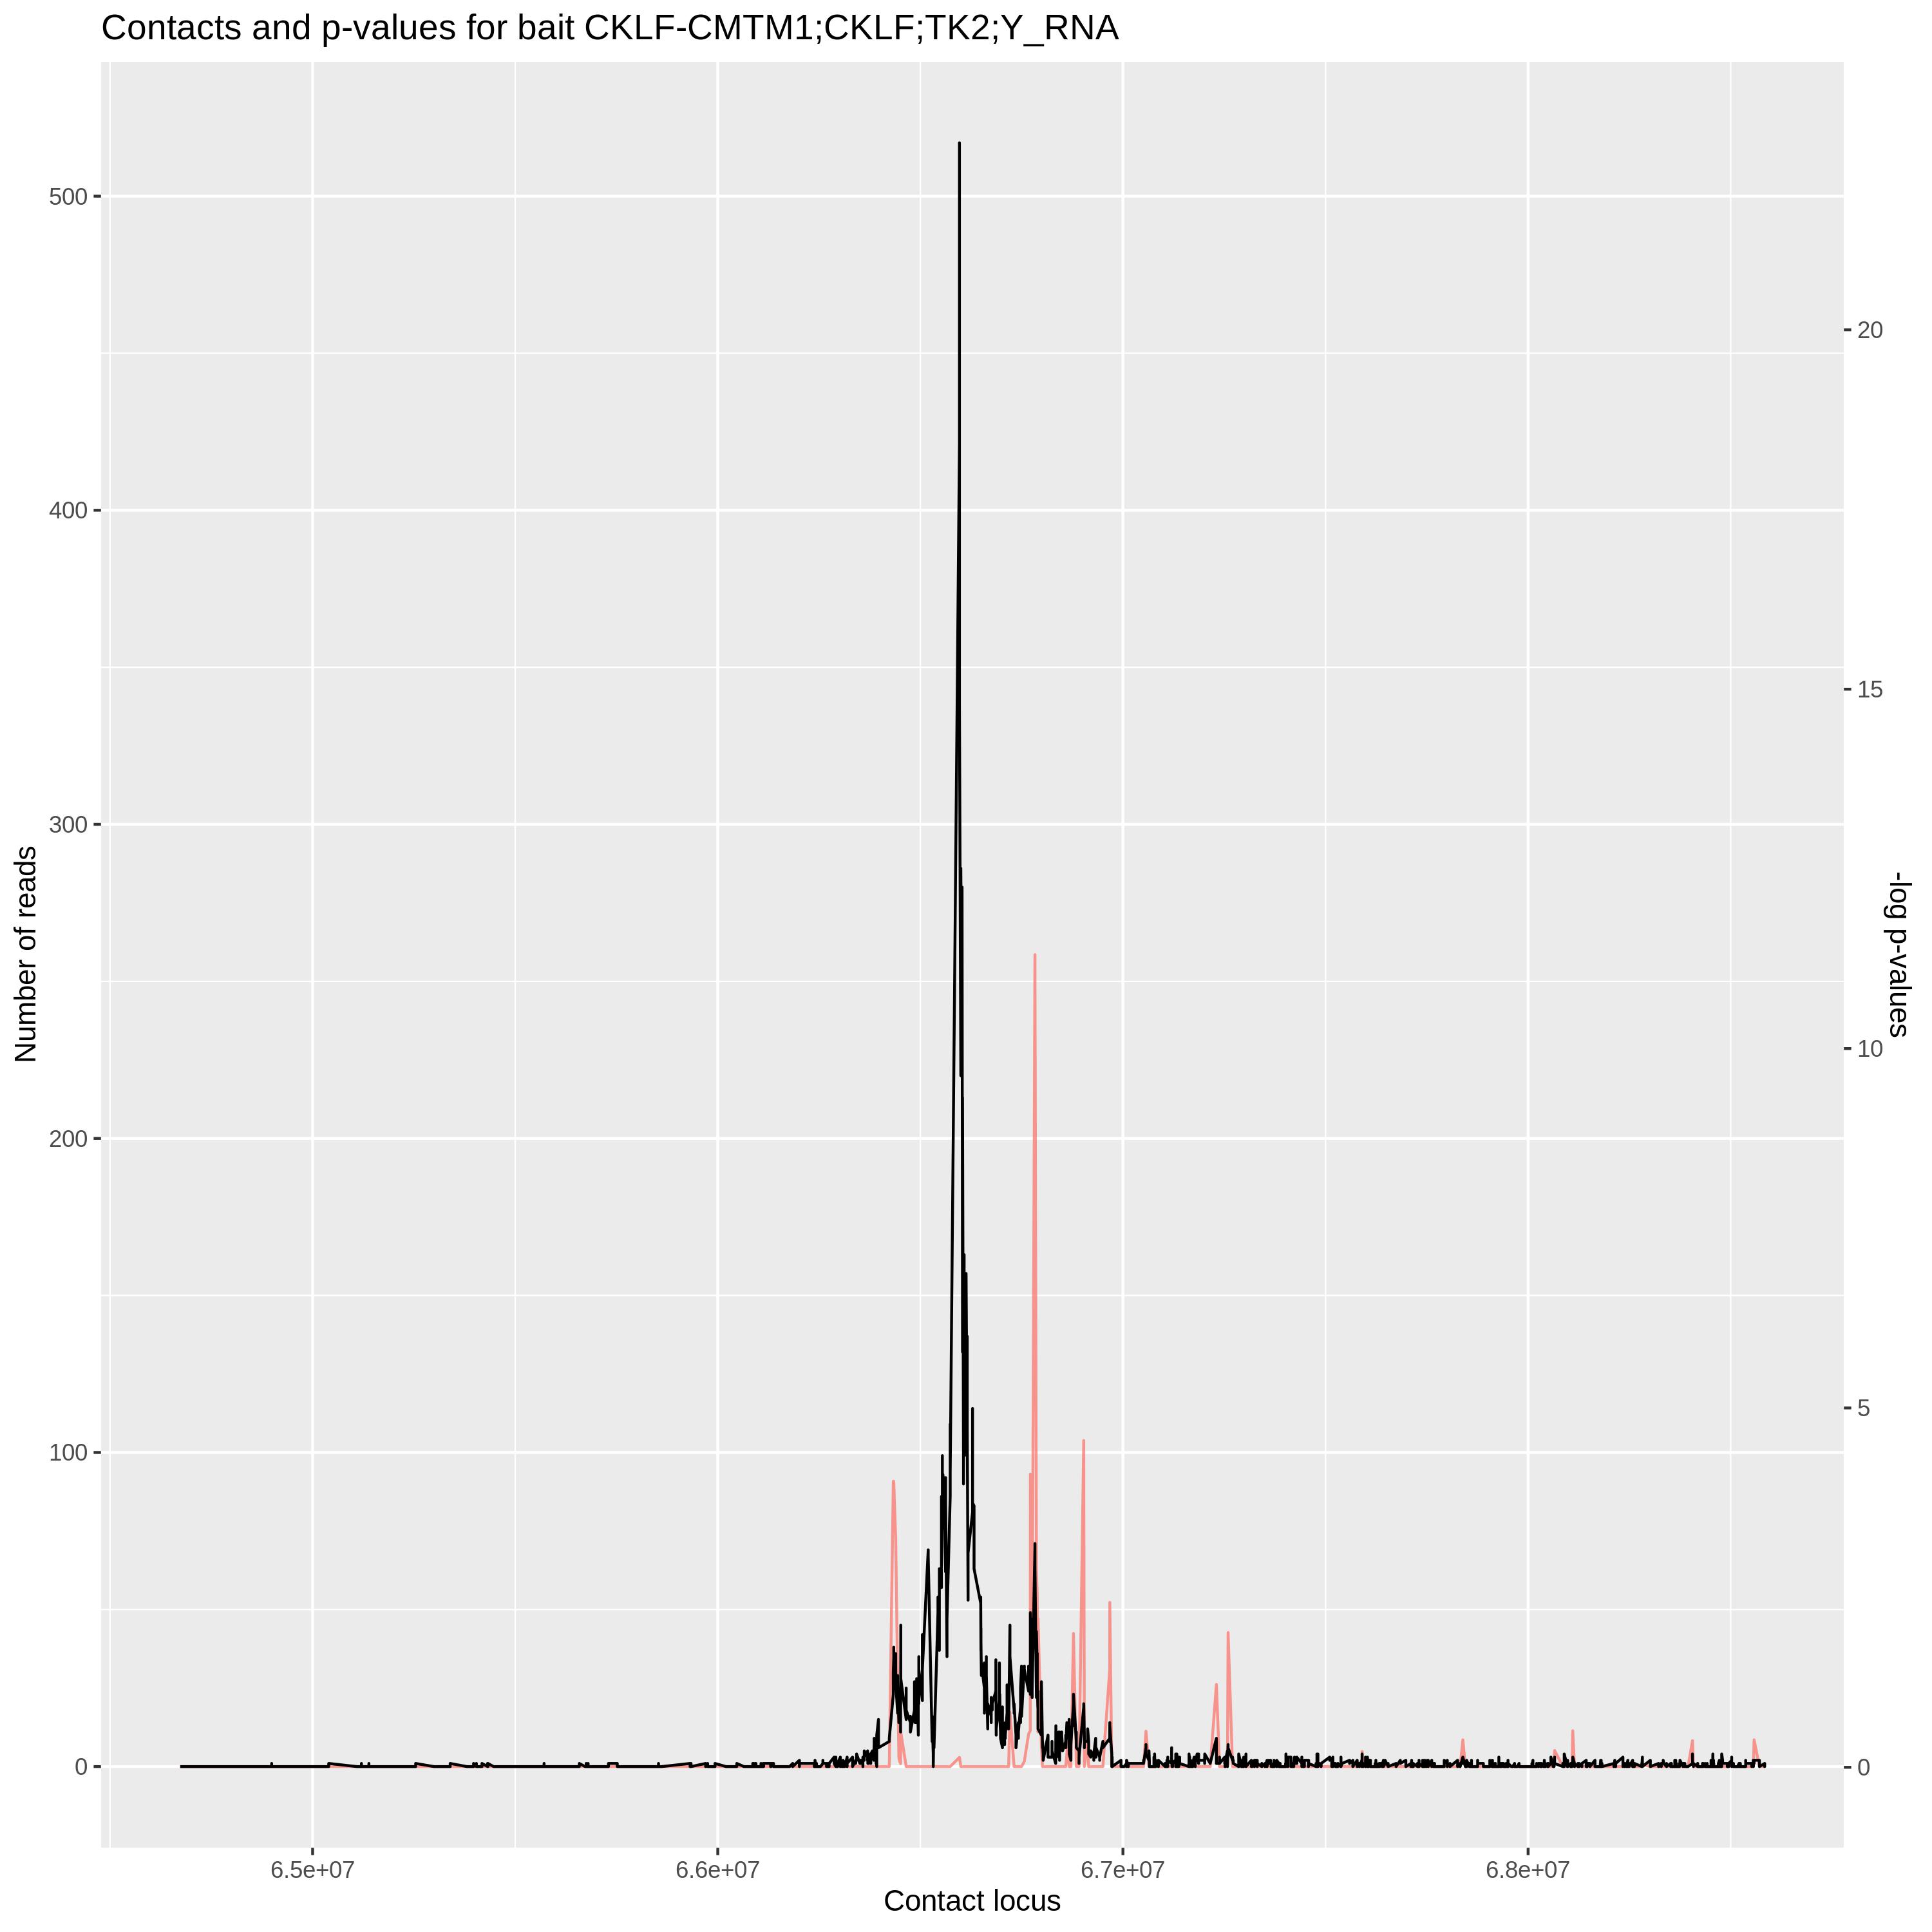 Contacts and p-values for bait CKLF-CMTM1;CKLF;TK2;Y_RNA
Number of reads
500
400
300
200
100
0
20
15
10
5
0
-log p-values
6.5e+07
6.6e+07
6.7e+07
6.8e+07
Contact locus